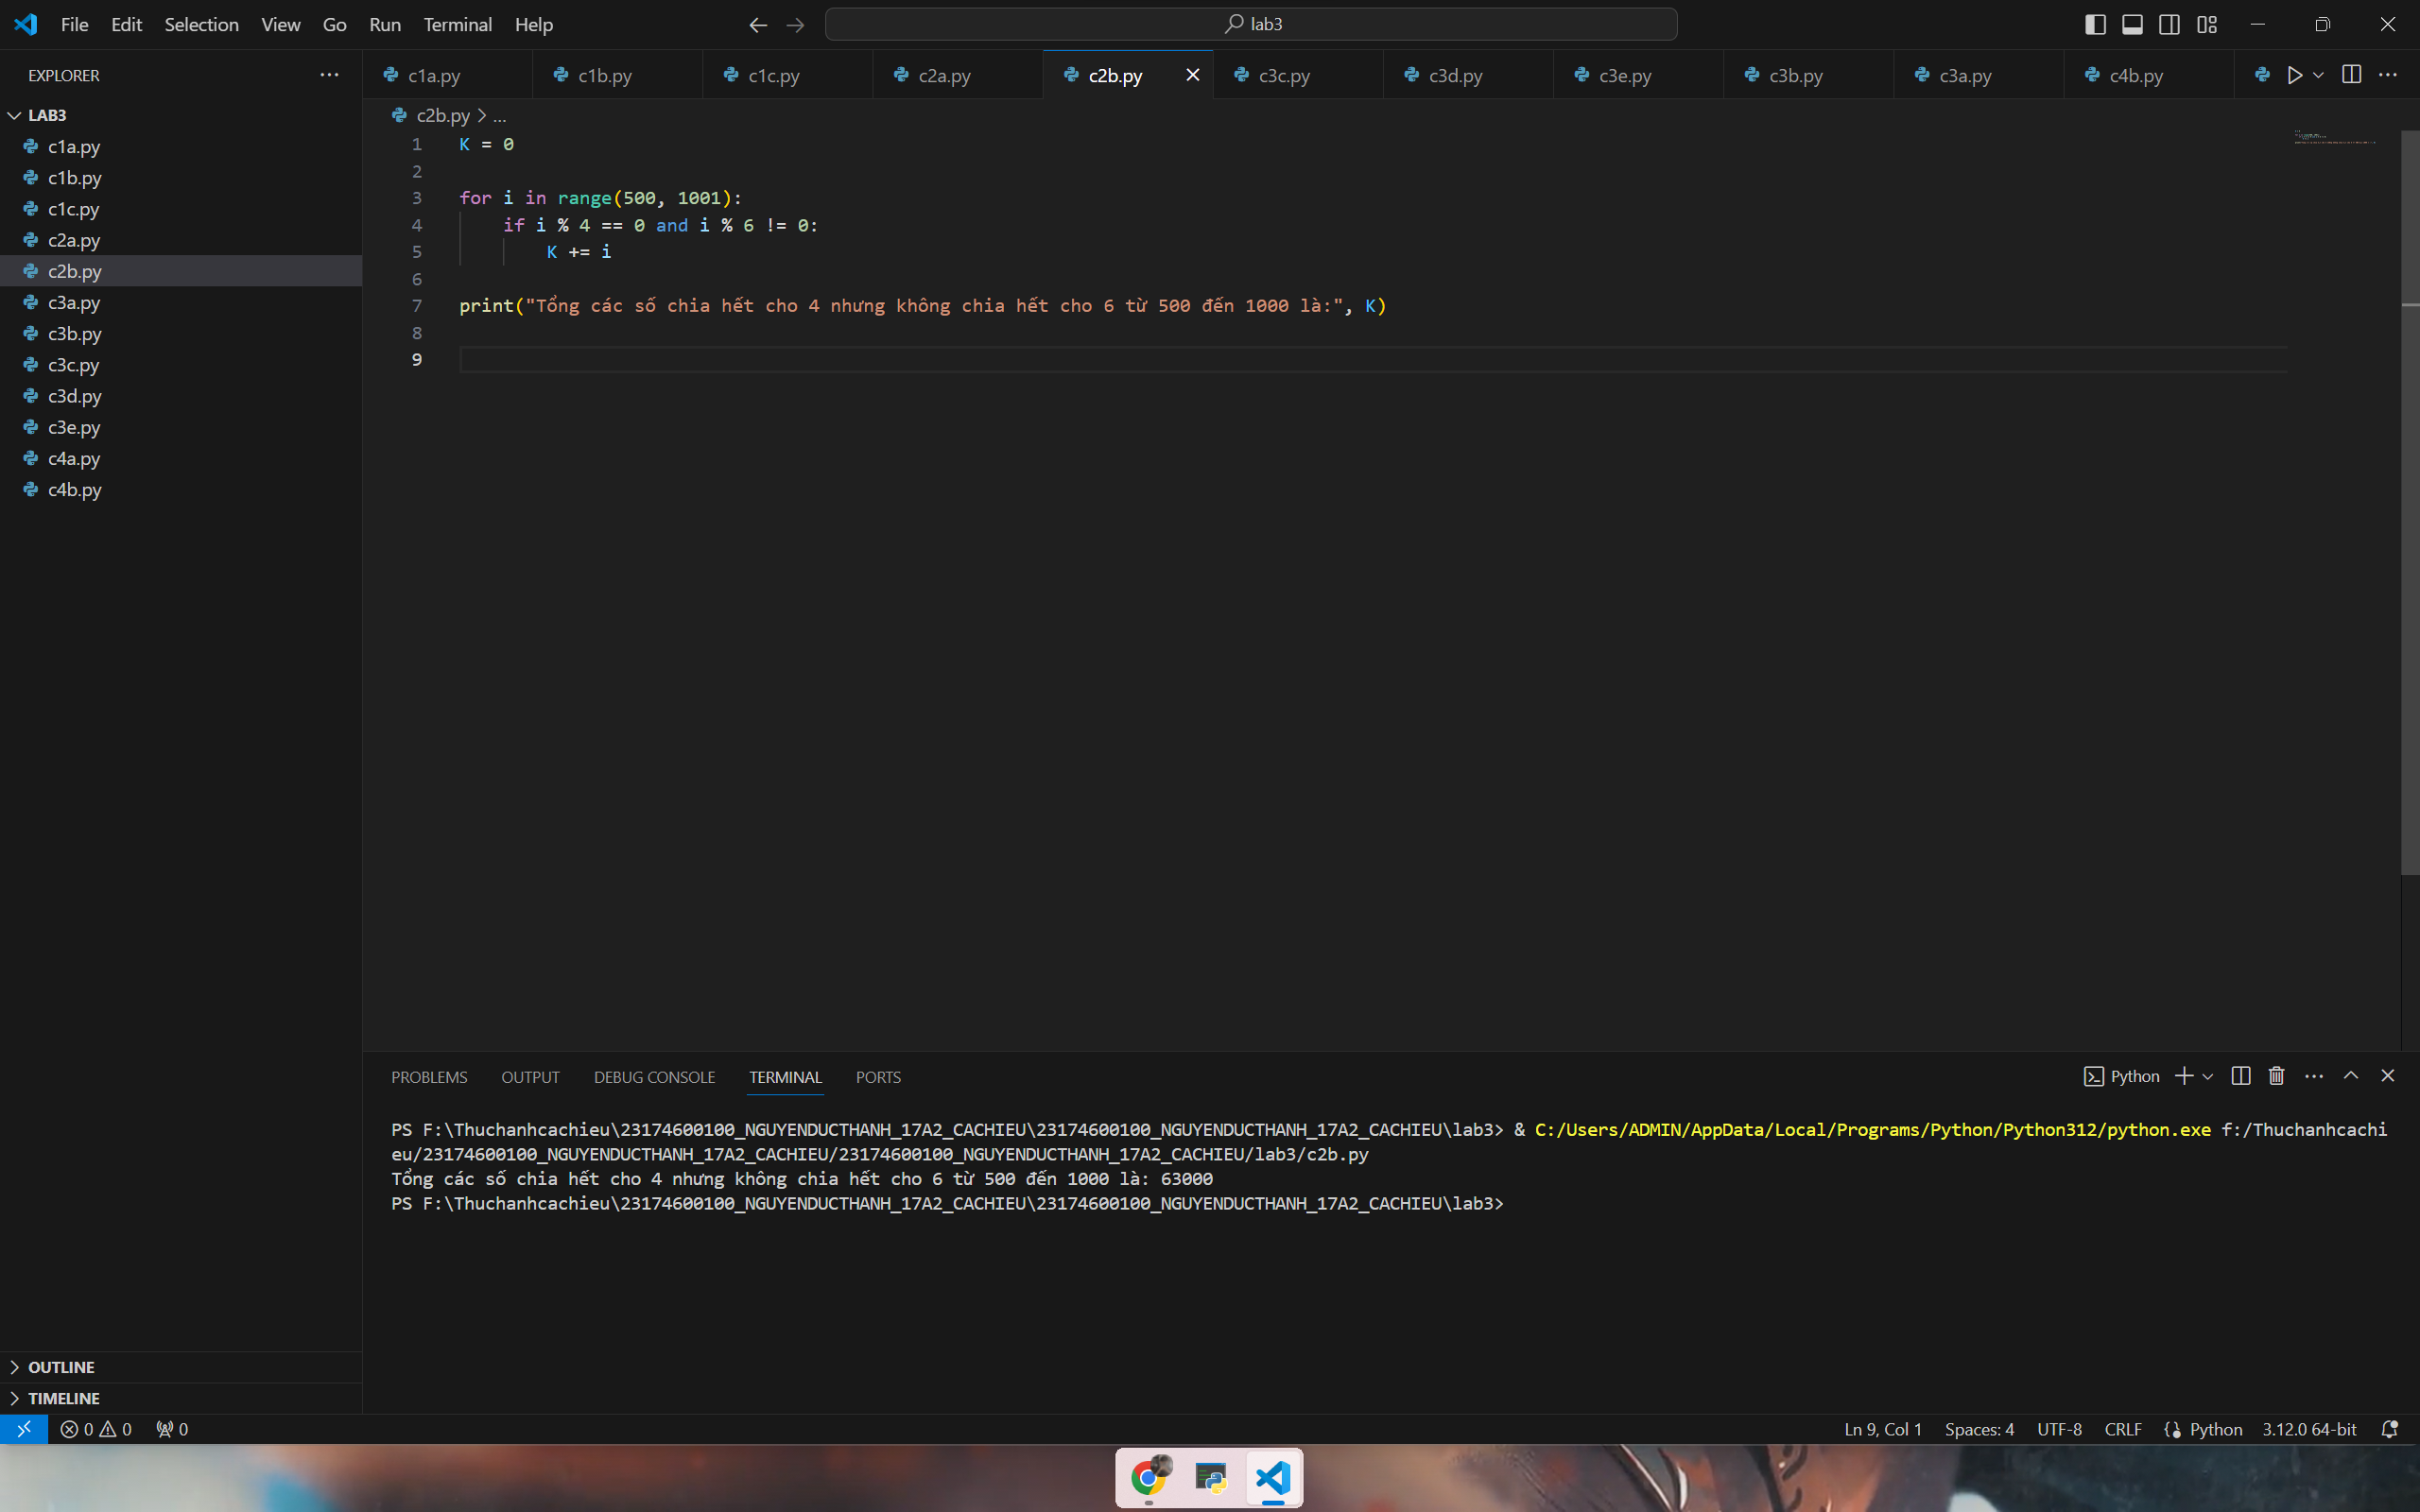 File Edit Selection View Go Run Terminal Help
lab3
EXPLORER
c1a.py c1b.py c1c.py c2a.py c2b.py c3c.py c3d.py c3e.py c3b.py c3a.py c4b.py
LAB3
c1a.py
c1b.py
c1c.py
c2a.py
c2b.py
c3a.py
c3b.py
c3c.py
c3d.py
c3e.py
c4a.py
c4b.py
OUTLINE
TIMELINE
c2b.py > ...
1 K = 0
2
3 for i in range(500, 1001):
4 if i % 4 == 0 and i % 6 != 0:
5 K += i
6
7 print("Tổng các số chia hết cho 4 nhưng không chia hết cho 6 từ 500 đến 1000 là:", K)
8
9
PROBLEMS OUTPUT DEBUG CONSOLE TERMINAL PORTS
Python
PS F:\Thuchanhcachieu\23174600100_NGUYENDUCTHANH_17A2_CACHIEU\23174600100_NGUYENDUCTHANH_17A2_CACHIEU\lab3> & C:/Users/ADMIN/AppData/Local/Programs/Python/Python312/python.exe f:/Thuchanhcachi
eu/23174600100_NGUYENDUCTHANH_17A2_CACHIEU/23174600100_NGUYENDUCTHANH_17A2_CACHIEU/lab3/c2b.py
Tổng các số chia hết cho 4 nhưng không chia hết cho 6 từ 500 đến 1000 là: 63000
PS F:\Thuchanhcachieu\23174600100_NGUYENDUCTHANH_17A2_CACHIEU\23174600100_NGUYENDUCTHANH_17A2_CACHIEU\lab3>
0 0 0
Ln 9, Col 1 Spaces: 4 UTF-8 CRLF Python 3.12.0 64-bit